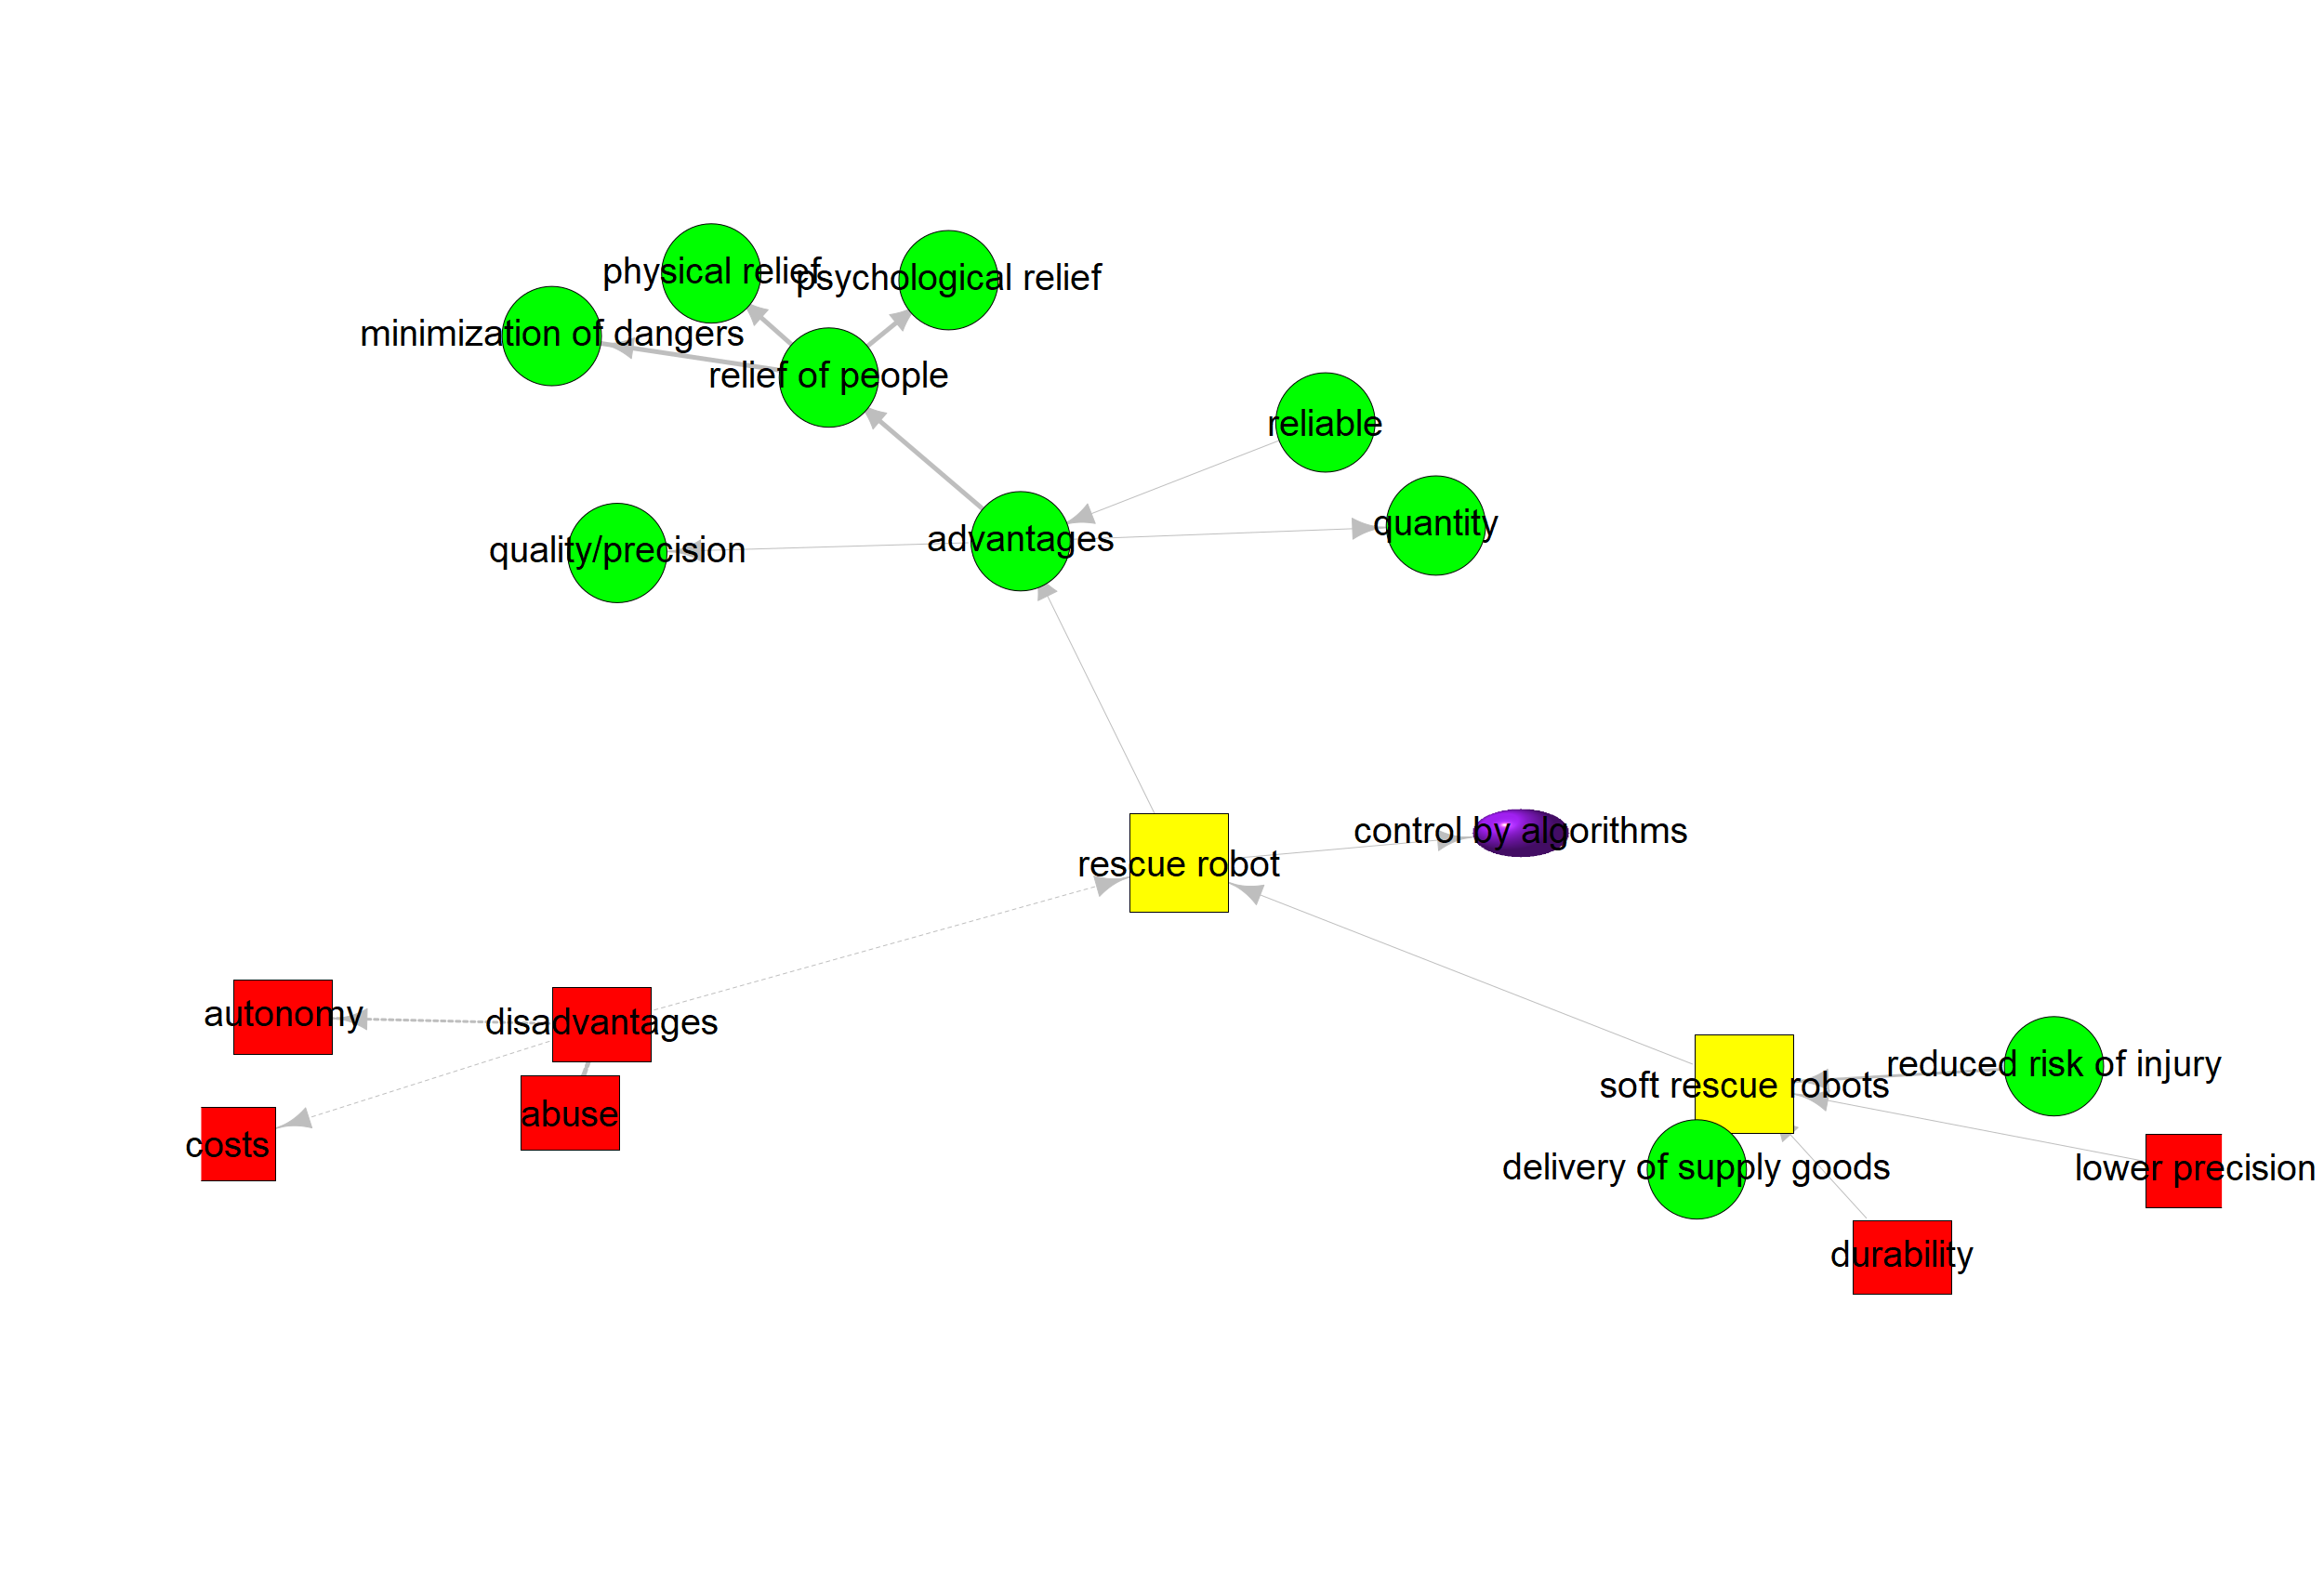 physical relief
psychological relief
minimization of dangers
relief of people
reliable
quantity
advantages
quality/precision
control by algorithms
rescue robot
autonomy
disadvantages
reduced risk of injury
soft rescue robots
abuse
costs
delivery of supply goods
lower precision
durability